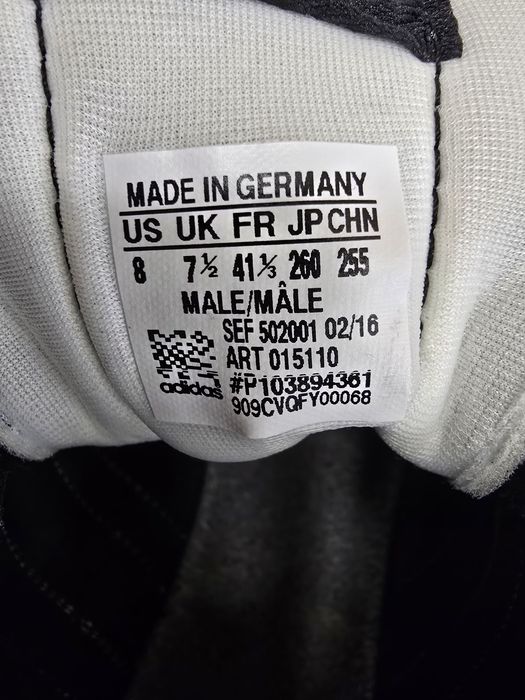 MADE IN GERMANY
US UK FR JP CHN
8 7½ 41⅓ 260 255
MALE/MÂLE
SEF 502001 02/16
ART 015110
#P103894361
adidas
909CVQFY00068